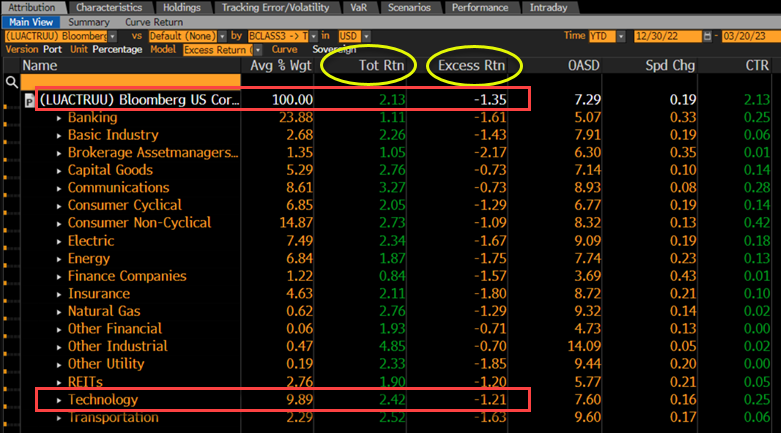 Attribution Characteristics Holdings Tracking Error/Volatility VaR Scenarios Performance Intraday
Main View Summary Curve Return
(LUACTRUU) Bloomberg vs Default (None) by BCLASS3 -> T in USD Time YTD 12/30/22 - 03/20/23
Version Port Unit Percentage Model Excess Return ( Curve Sovereign
Name Avg % Wgt Tot Rtn Excess Rtn OASD Spd Chg CTR
(LUACTRUU) Bloomberg US Cor... 100.00 2.13 -1.35 7.29 0.19 2.13
Banking 23.88 1.11 -1.61 5.07 0.33 0.25
Basic Industry 2.68 2.26 -1.43 7.91 0.19 0.06
Brokerage Assetmanagers... 1.35 1.05 -2.17 6.30 0.35 0.01
Capital Goods 5.29 2.76 -0.73 7.14 0.10 0.14
Communications 8.61 3.27 -0.73 8.93 0.08 0.28
Consumer Cyclical 6.85 2.05 -1.29 6.77 0.19 0.14
Consumer Non-Cyclical 14.87 2.73 -1.09 8.32 0.13 0.42
Electric 7.49 2.34 -1.67 9.09 0.19 0.18
Energy 6.84 1.87 -1.75 7.74 0.23 0.13
Finance Companies 1.22 0.84 -1.57 3.69 0.43 0.01
Insurance 4.63 2.11 -1.80 8.72 0.21 0.10
Natural Gas 0.62 2.76 -1.29 9.32 0.14 0.02
Other Financial 0.06 1.93 -0.71 4.73 0.13 0.00
Other Industrial 0.47 4.85 -0.70 14.09 0.05 0.02
Other Utility 0.19 2.33 -1.85 9.44 0.20 0.00
REITs 2.76 1.90 -1.20 5.77 0.21 0.05
Technology 9.89 2.42 -1.21 7.60 0.16 0.25
Transportation 2.29 2.52 -1.63 9.60 0.17 0.06